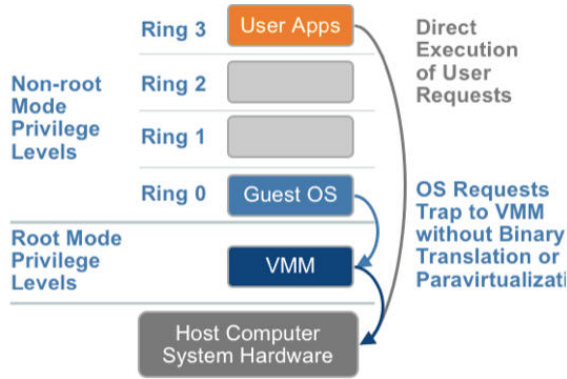 Ring 3
User Apps
Direct
Execution
of User
Requests
Non-root
Mode
Privilege
Levels
Ring 2
Ring 1
Ring 0
Guest OS
OS Requests
Trap to VMM
without Binary
Translation or
Paravirtualizati
Root Mode
Privilege
Levels
VMM
Host Computer
System Hardware